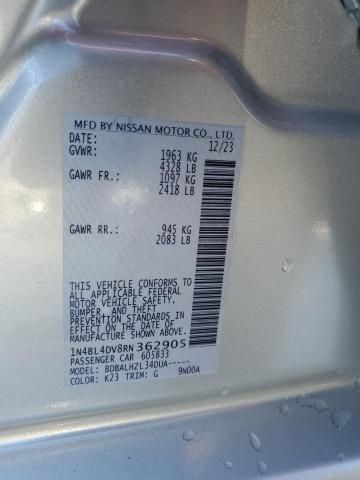 MFD BY NISSAN MOTOR CO., LTD.
DATE: 12/23
GVWR: 1963 KG
4328 LB
GAWR FR.: 1097 KG
2418 LB
GAWR RR.: 945 KG
2083 LB
THIS VEHICLE CONFORMS TO ALL
APPLICABLE FEDERAL MOTOR
VEHICLE SAFETY,
BUMPER, AND THEFT
PREVENTION STANDARDS
IN EFFECT ON THE DATE OF
MANUFACTURE SHOWN ABOVE.
1N4BL4DV8RN362905
PASSENGER CAR 605833
MODEL: BDBALHZL34DUA-----
COLOR: K23 TRIM: G 9N00A